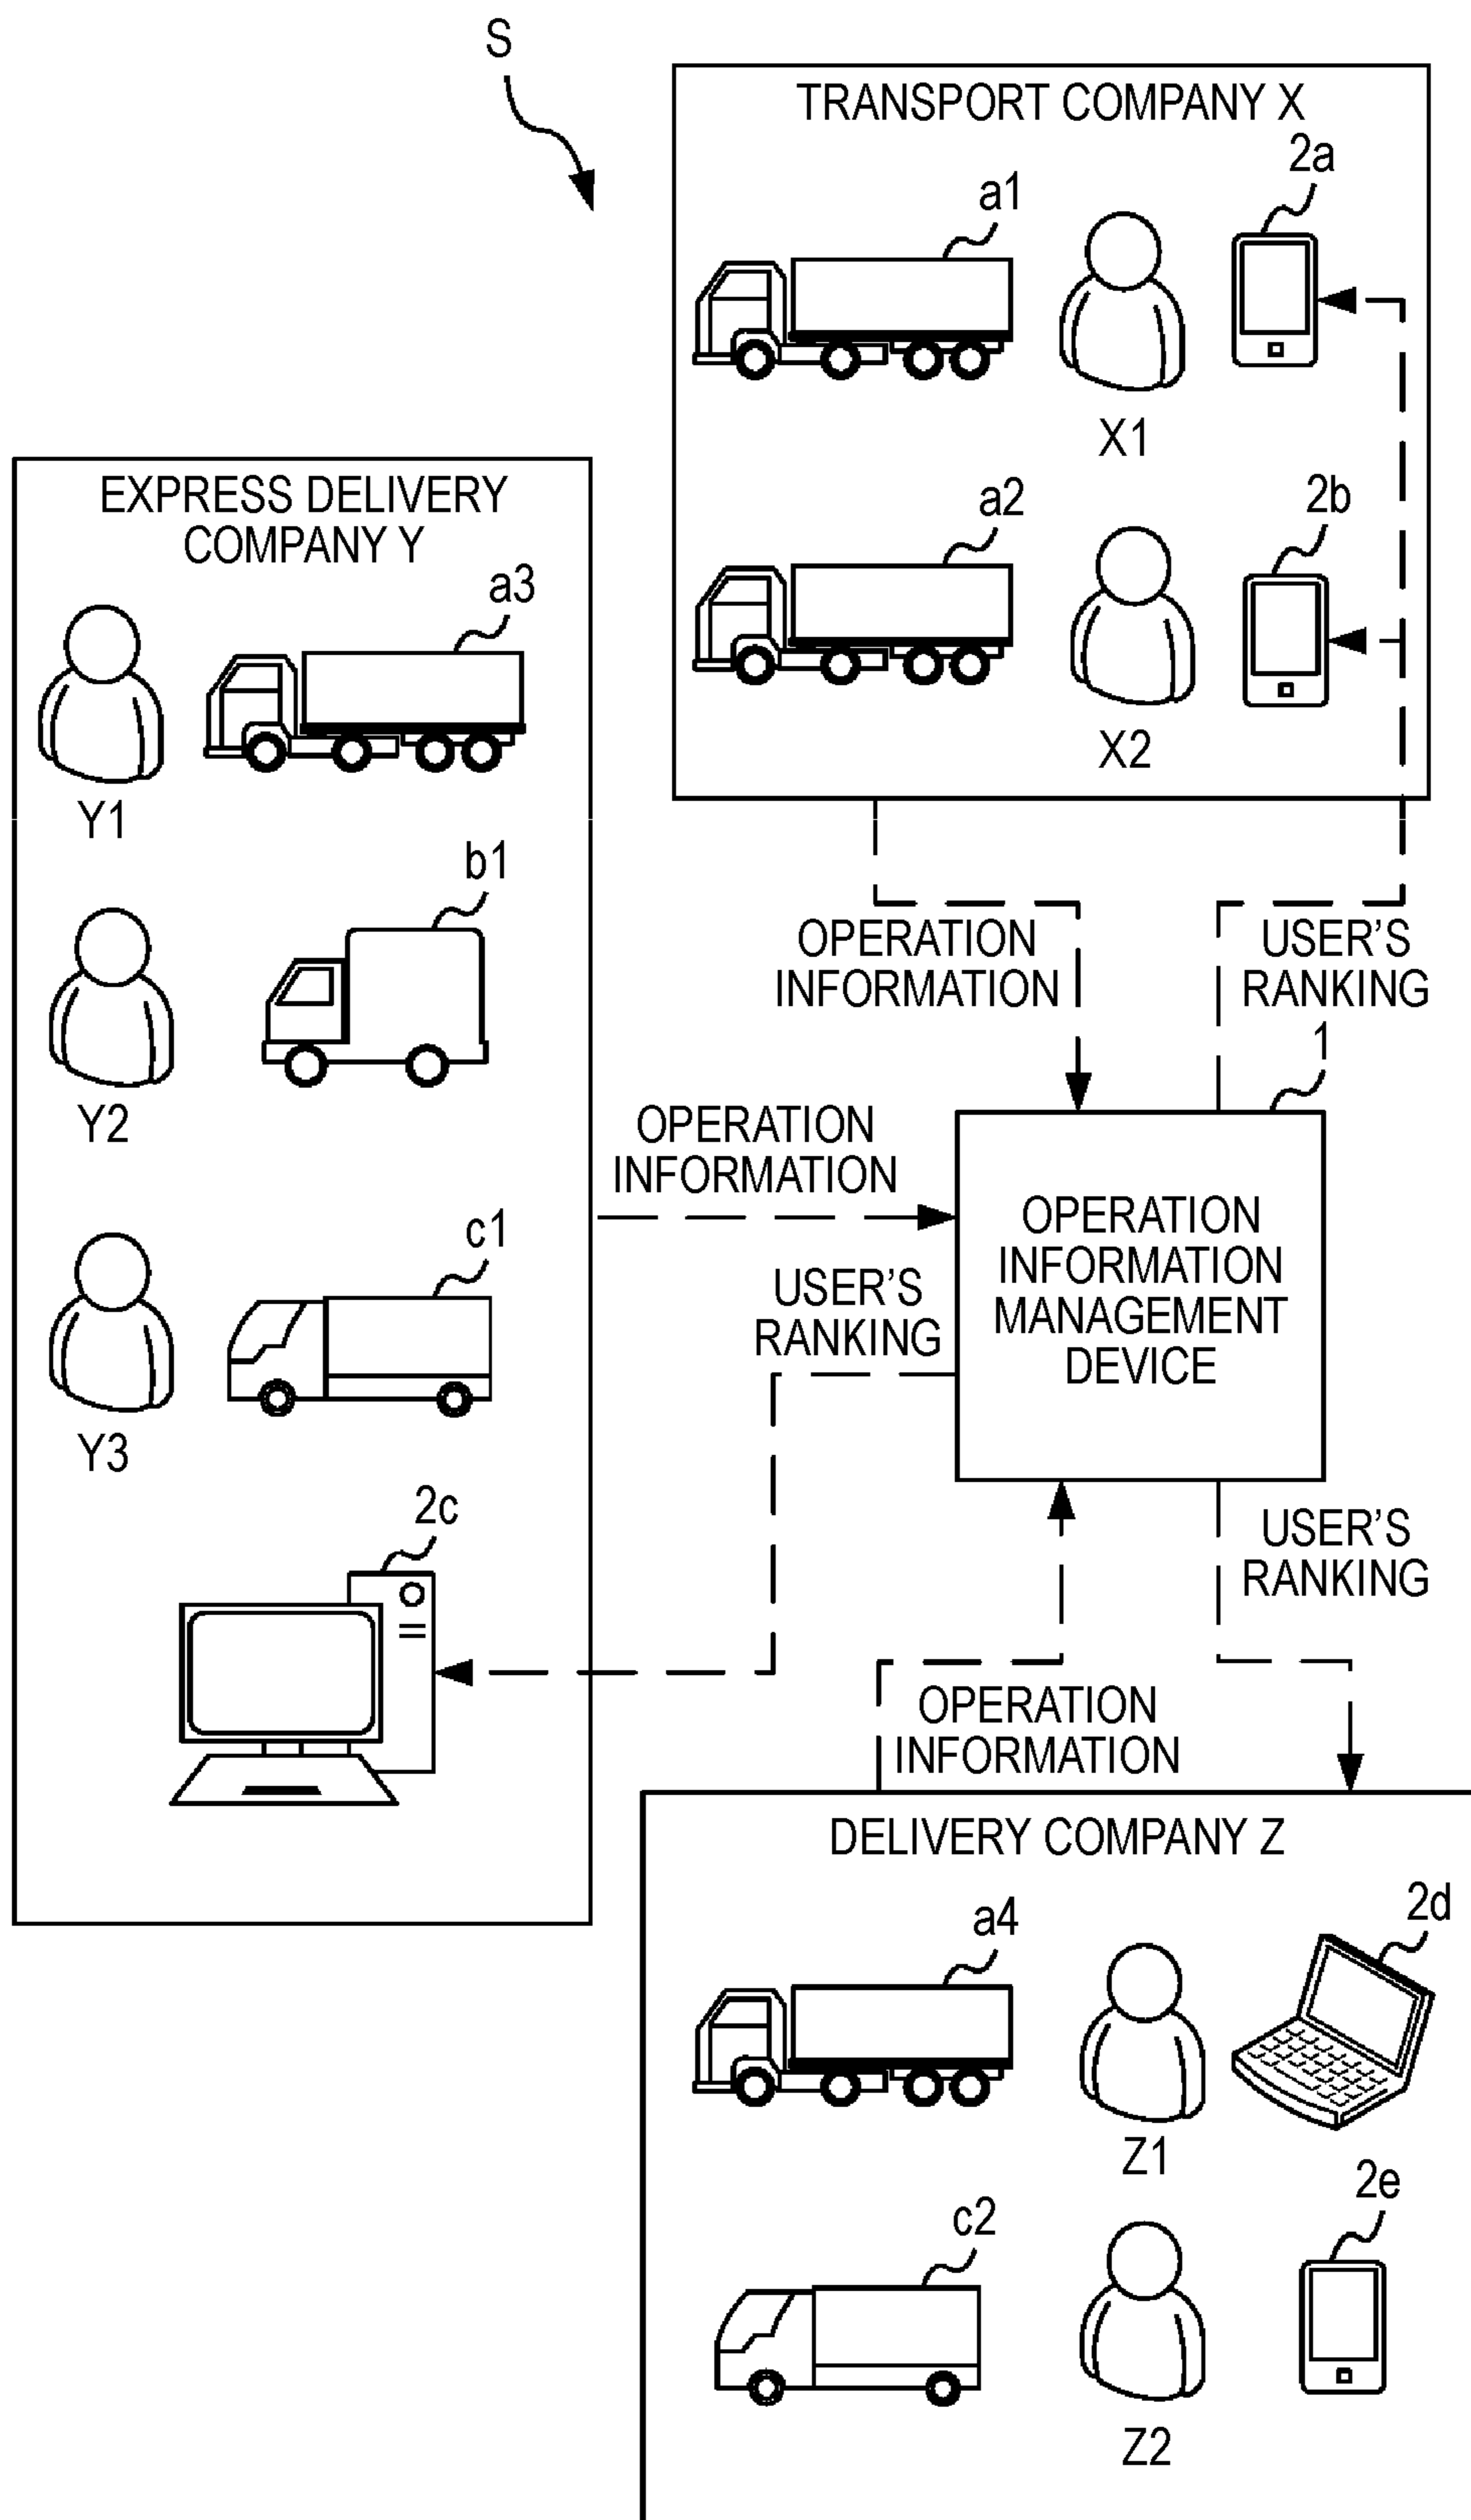 S
TRANSPORT COMPANY X
2a
a1
X1
a2
2b
X2
EXPRESS DELIVERY
COMPANY Y
a3
Y1
b1
Y2
c1
Y3
2c
OPERATION
INFORMATION
USER'S
RANKING
1
OPERATION
INFORMATION
USER'S
RANKING
OPERATION
INFORMATION
MANAGEMENT
DEVICE
USER'S
RANKING
OPERATION
INFORMATION
DELIVERY COMPANY Z
a4
2d
Z1
2e
c2
Z2